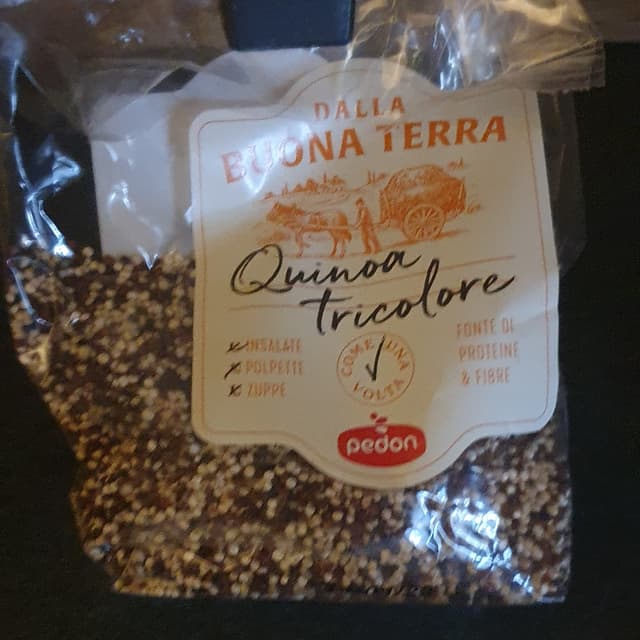 DALLA
BUONA TERRA
Quinoa
tricolore
INSALATE
POLPETTE
ZUPPE
COME UNA
VOLTA
FONTE DI
PROTEINE
& FIBRE
pedon